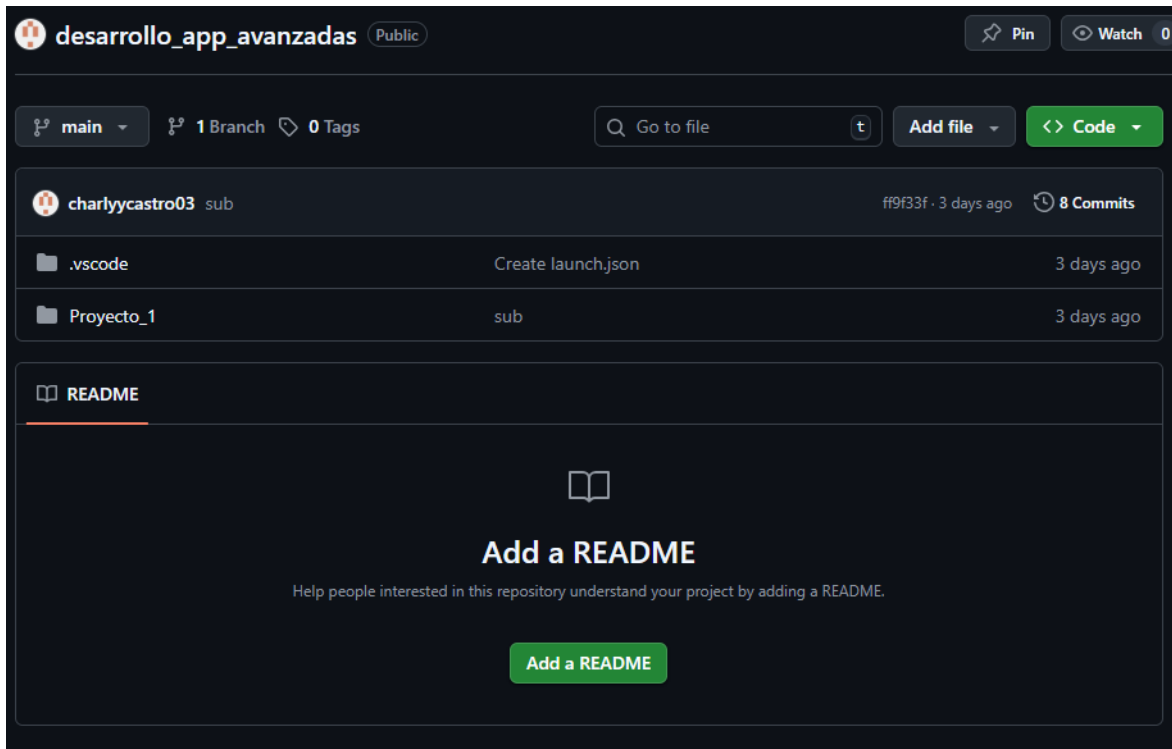 desarrollo_app_avanzadas Public Pin Watch 0
main 1 Branch 0 Tags Go to file t Add file Code
charlyycastro03 sub ff9f33f · 3 days ago 8 Commits
.vscode Create launch.json 3 days ago
Proyecto_1 sub 3 days ago
README
Add a README
Help people interested in this repository understand your project by adding a README.
Add a README